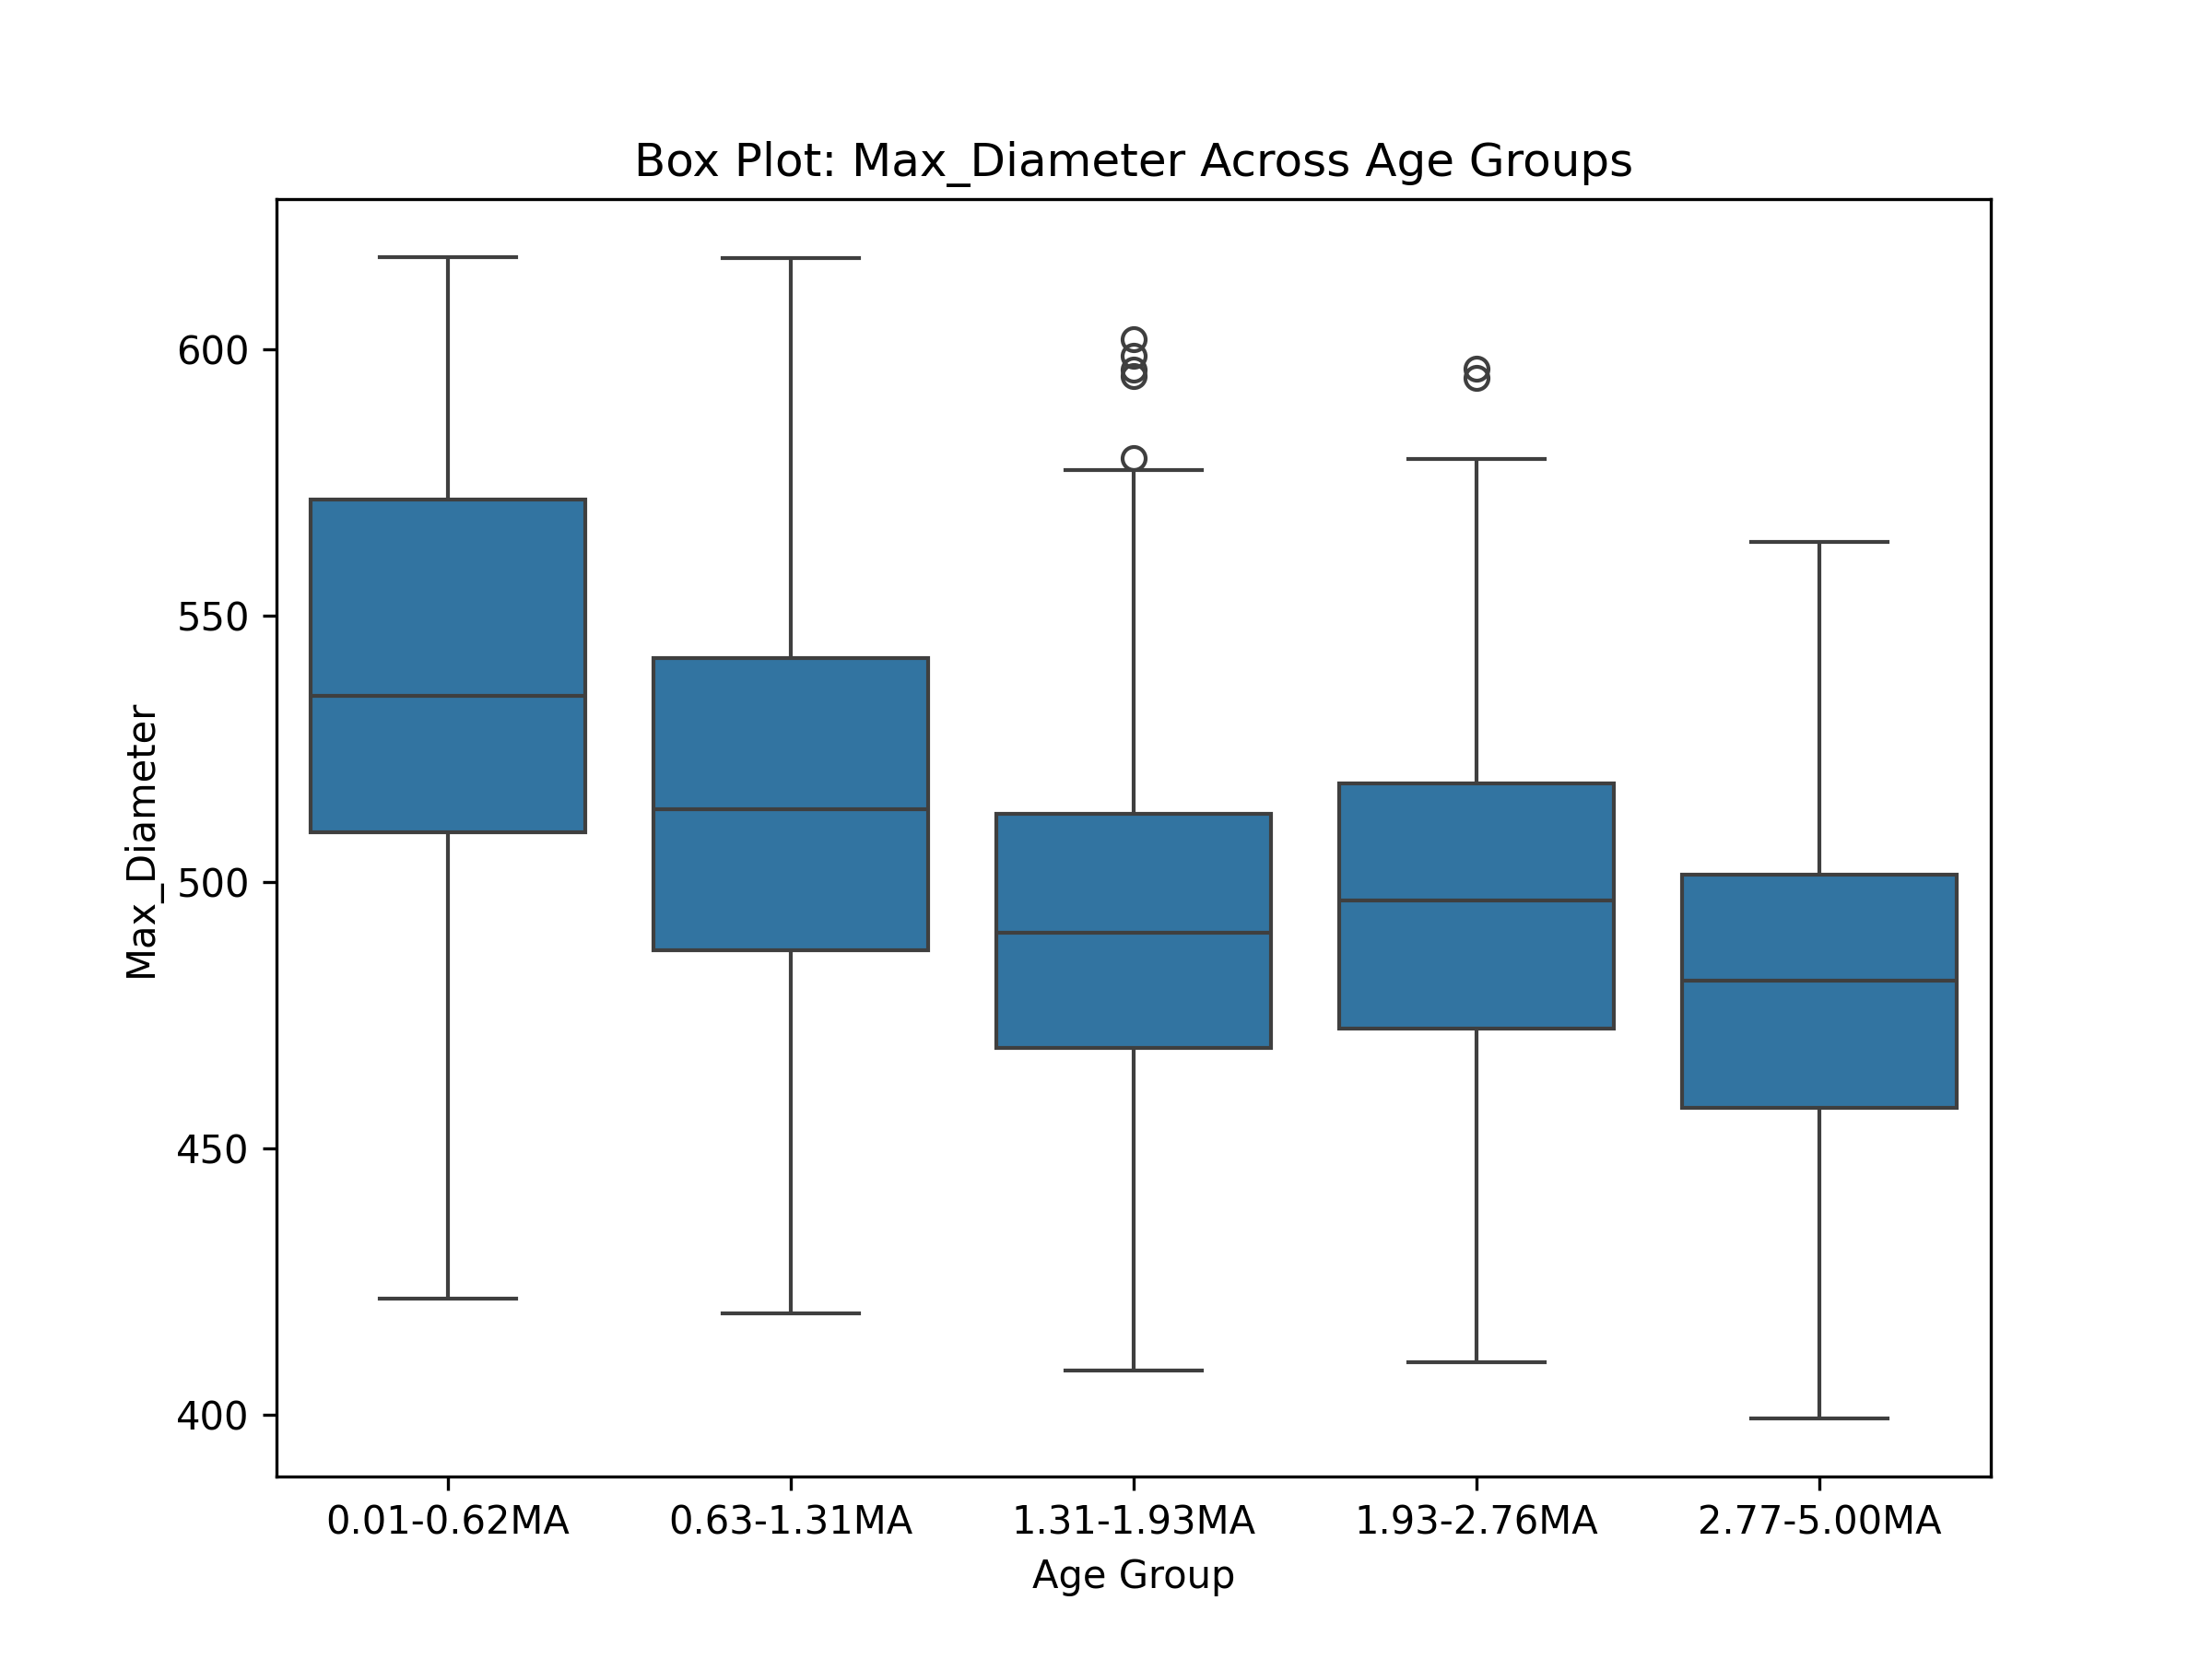 Box Plot: Max_Diameter Across Age Groups
Max_Diameter
600
550
500
450
400
0.01-0.62MA 0.63-1.31MA 1.31-1.93MA 1.93-2.76MA 2.77-5.00MA
Age Group